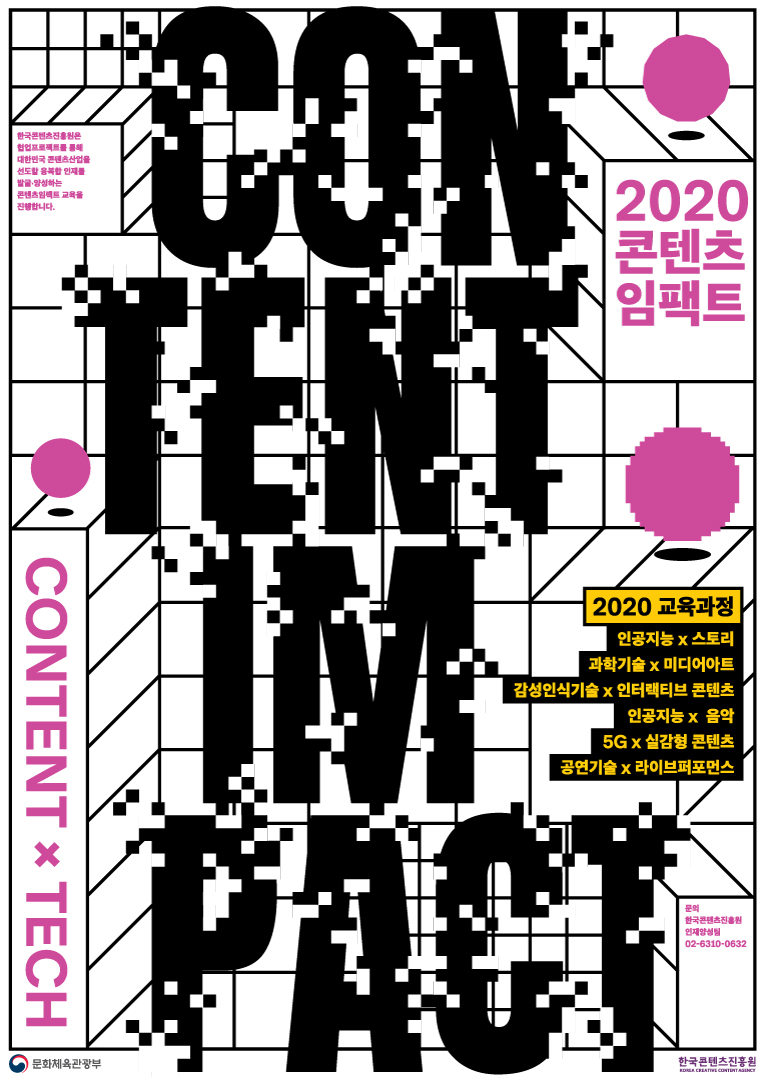 CON
TENT
IM
PACT
한국콘텐츠진흥원은
협업프로젝트를 통해
대한민국 콘텐츠산업을
선도할 융복합 인재를
발굴·양성하는
콘텐츠임팩트 교육을
진행합니다.
2020
콘텐츠
임팩트
CONTENT × TECH
2020 교육과정
인공지능 x 스토리
과학기술 x 미디어아트
감성인식기술 x 인터랙티브 콘텐츠
인공지능 x 음악
5G x 실감형 콘텐츠
공연기술 x 라이브퍼포먼스
문의
한국콘텐츠진흥원
인재양성팀
02-6310-0632
문화체육관광부
한국콘텐츠진흥원
KOREA CREATIVE CONTENT AGENCY